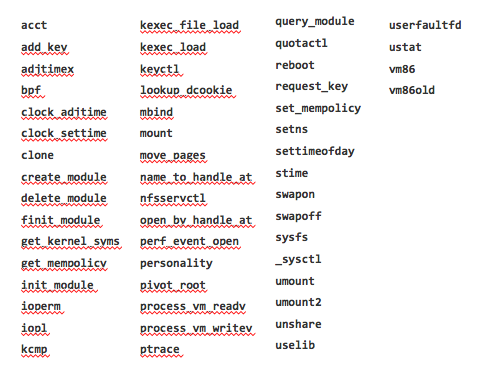 acct
add_key
adjtimex
bpf
clock_adjtime
clock_settime
clone
create_module
delete_module
finit_module
get_kernel_syms
get_mempolicy
init_module
ioperm
iopl
kcmp
kexec_file_load
kexec_load
keyctl
lookup_dcookie
mbind
mount
move_pages
name_to_handle_at
nfsservctl
open_by_handle_at
perf_event_open
personality
pivot_root
process_vm_readv
process_vm_writev
ptrace
query_module
quotactl
reboot
request_key
set_mempolicy
setns
settimeofday
stime
swapon
swapoff
sysfs
_sysctl
umount
umount2
unshare
uselib
userfaultfd
ustat
vm86
vm86old